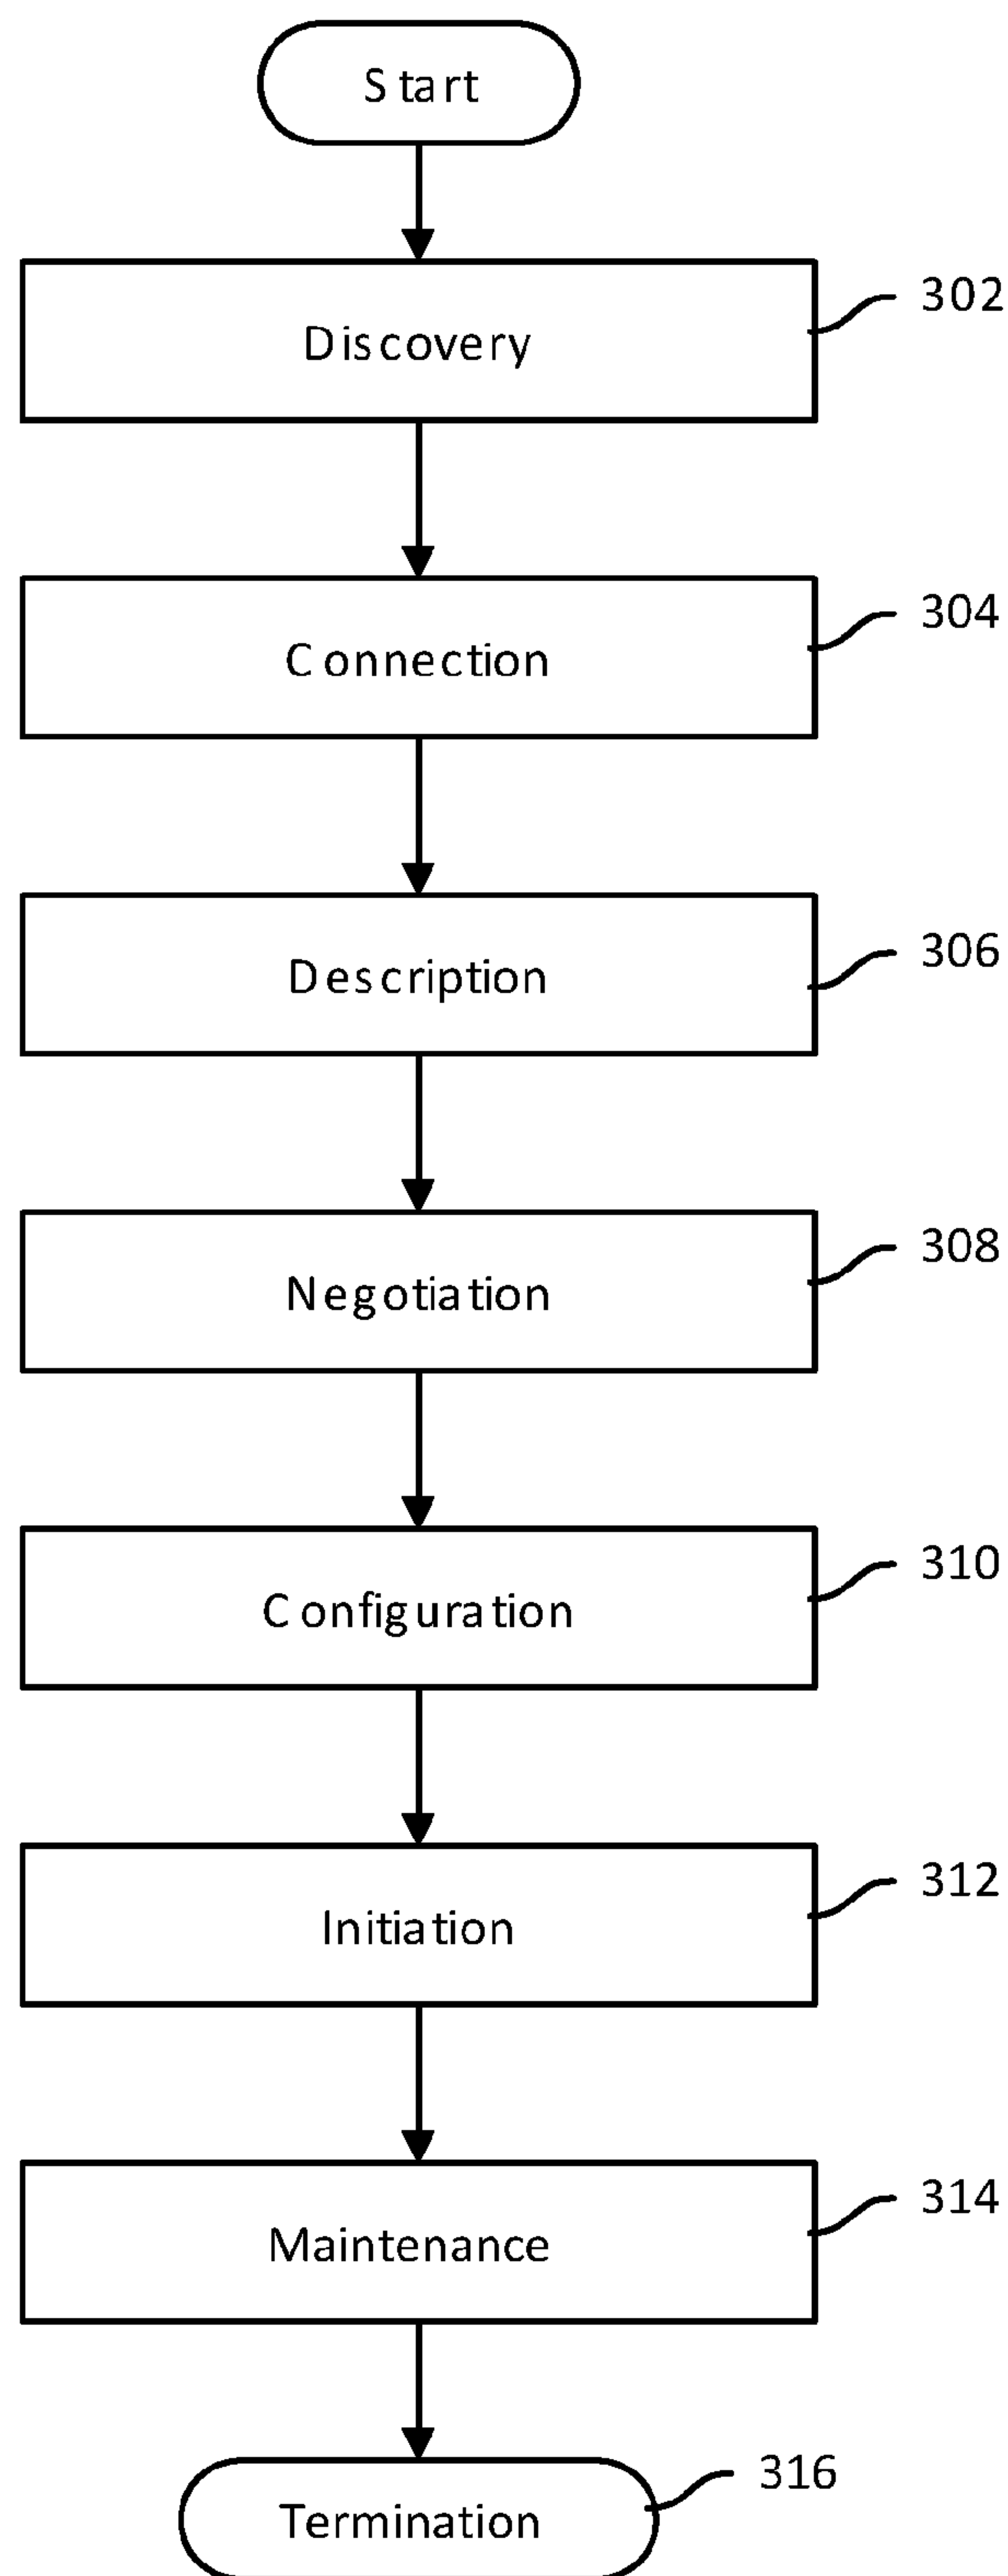 Start
Discovery
302
Connection
304
Description
306
Negotiation
308
Configuration
310
Initiation
312
Maintenance
314
Termination
316